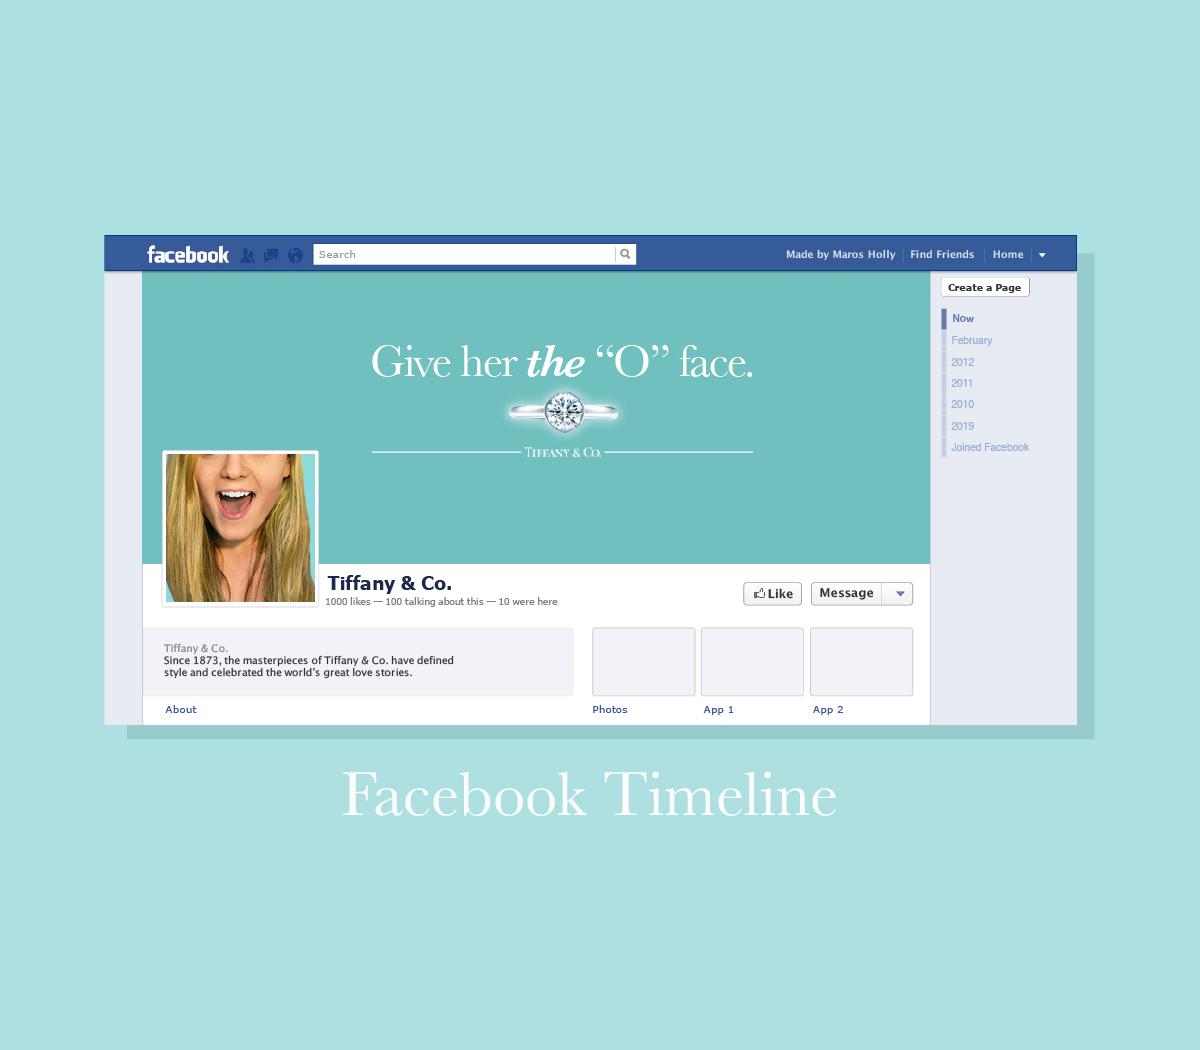 facebook
Search
Made by Maros Holly
Find Friends
Home
Create a Page
Now
February
2012
2011
2010
2019
Joined Facebook
Give her the “O” face.
TIFFANY & CO.
Tiffany & Co.
1000 likes — 100 talking about this — 10 were here
Like
Message
Tiffany & Co.
Since 1873, the masterpieces of Tiffany & Co. have defined
style and celebrated the world’s great love stories.
About
Photos
App 1
App 2
Facebook Timeline